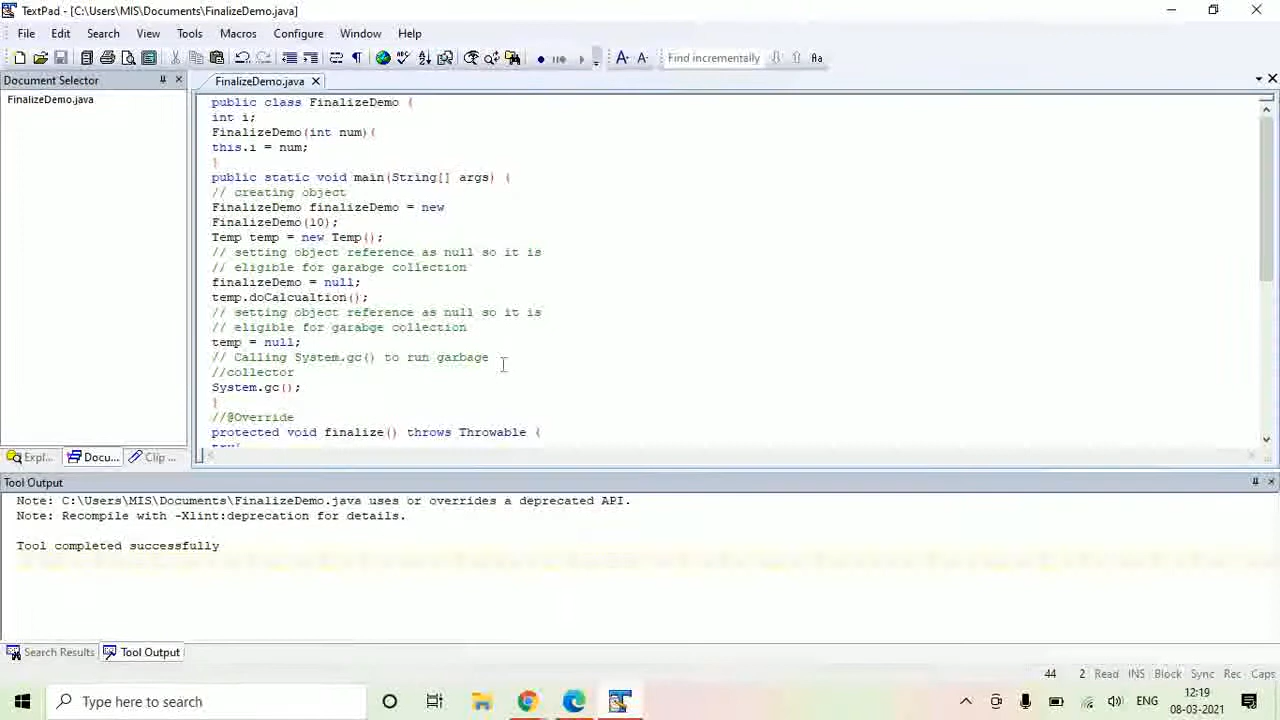 TextPad - [C:\Users\MIS\Documents\FinalizeDemo.java]
File Edit Search View Tools Macros Configure Window Help
Find incrementally
Document Selector
FinalizeDemo.java
FinalizeDemo.java
public class FinalizeDemo {
int i;
FinalizeDemo(int num){
this.i = num;
}
public static void main(String[] args) {
// creating object
FinalizeDemo finalizeDemo = new
FinalizeDemo(10);
Temp temp = new Temp();
// setting object reference as null so it is
// eligible for garabge collection
finalizeDemo = null;
temp.doCalcualtion();
// setting object reference as null so it is
// eligible for garabge collection
temp = null;
// Calling System.gc() to run garbage
//collector
System.gc();
}
//@Override
protected void finalize() throws Throwable {
try{
Expl... Docu... Clip ...
Tool Output
Note: C:\Users\MIS\Documents\FinalizeDemo.java uses or overrides a deprecated API.
Note: Recompile with -Xlint:deprecation for details.
Tool completed successfully
Search Results Tool Output
44 2 Read INS Block Sync Rec Caps
Type here to search
ENG
12:19
08-03-2021